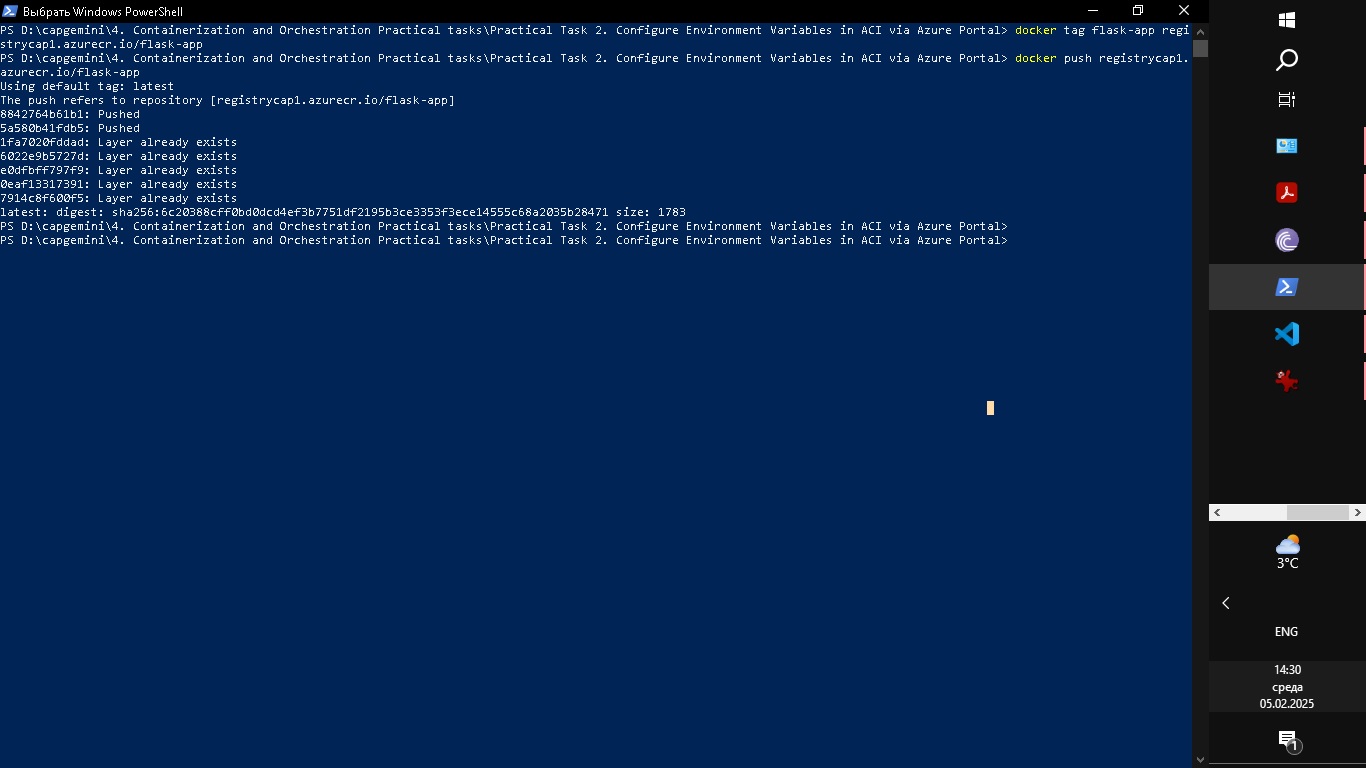 Выбрать Windows PowerShell
PS D:\capgemini\4. Containerization and Orchestration Practical tasks\Practical Task 2. Configure Environment Variables in ACI via Azure Portal> docker tag flask-app regi
strycap1.azurecr.io/flask-app
PS D:\capgemini\4. Containerization and Orchestration Practical tasks\Practical Task 2. Configure Environment Variables in ACI via Azure Portal> docker push registrycap1.
azurecr.io/flask-app
Using default tag: latest
The push refers to repository [registrycap1.azurecr.io/flask-app]
8842764b61b1: Pushed
5a580b41fdb5: Pushed
1fa7020fddad: Layer already exists
6022e9b5727d: Layer already exists
e0dfbff797f9: Layer already exists
0eaf13317391: Layer already exists
7914c8f600f5: Layer already exists
latest: digest: sha256:6c20388cff0bd0dcd4ef3b7751df2195b3ce3353f3ece14555c68a2035b28471 size: 1783
PS D:\capgemini\4. Containerization and Orchestration Practical tasks\Practical Task 2. Configure Environment Variables in ACI via Azure Portal>
PS D:\capgemini\4. Containerization and Orchestration Practical tasks\Practical Task 2. Configure Environment Variables in ACI via Azure Portal>
3°C
ENG
14:30
среда
05.02.2025
1